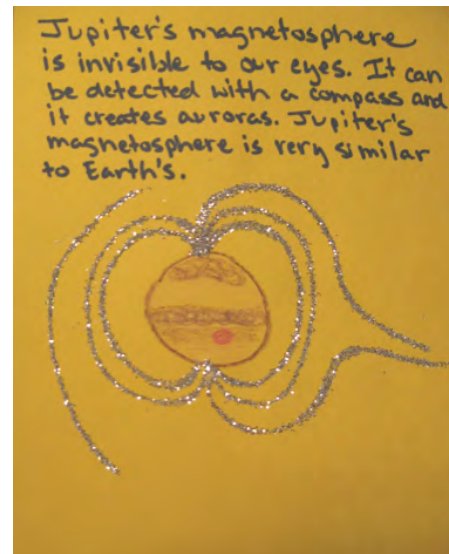 Jupiter's magnetosphere
is invisible to our eyes. It can
be detected with a compass and
it creates auroras. Jupiter's
magnetosphere is very similar
to Earth's.